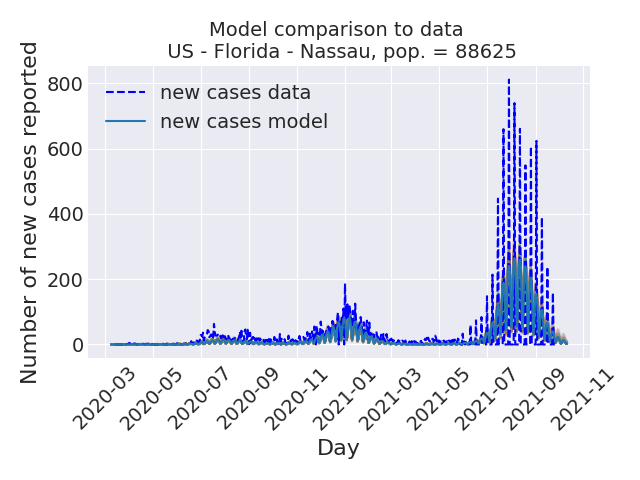 Model comparison to data
US - Florida - Nassau, pop. = 88625
Number of new cases reported
800
600
400
200
0
new cases data
new cases model
2020-03
2020-05
2020-07
2020-09
2020-11
2021-01
2021-03
2021-05
2021-07
2021-09
2021-11
Day